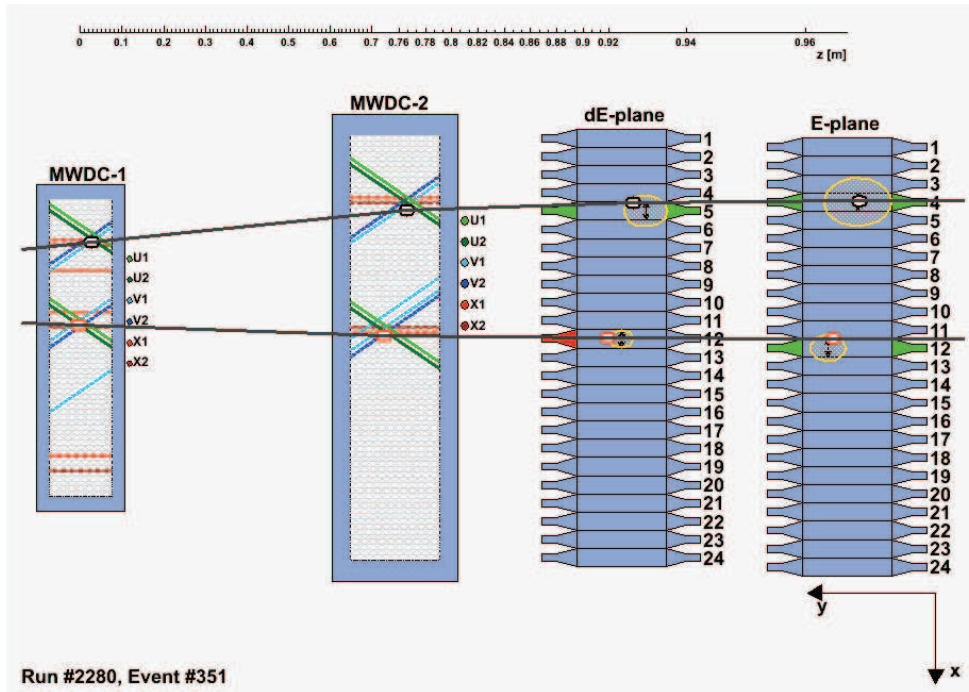 0 0.1 0.2 0.3 0.4 0.5 0.6 0.7 0.76 0.78 0.8 0.82 0.84 0.86 0.88 0.9 0.92 0.94 0.96
z [m]
MWDC-1
U1
U2
V1
V2
X1
X2
MWDC-2
U1
U2
V1
V2
X1
X2
dE-plane
1
2
3
4
5
6
7
8
9
10
11
12
13
14
15
16
17
18
19
20
21
22
23
24
E-plane
1
2
3
4
5
6
7
8
9
10
11
12
13
14
15
16
17
18
19
20
21
22
23
24
y
x
Run #2280, Event #351